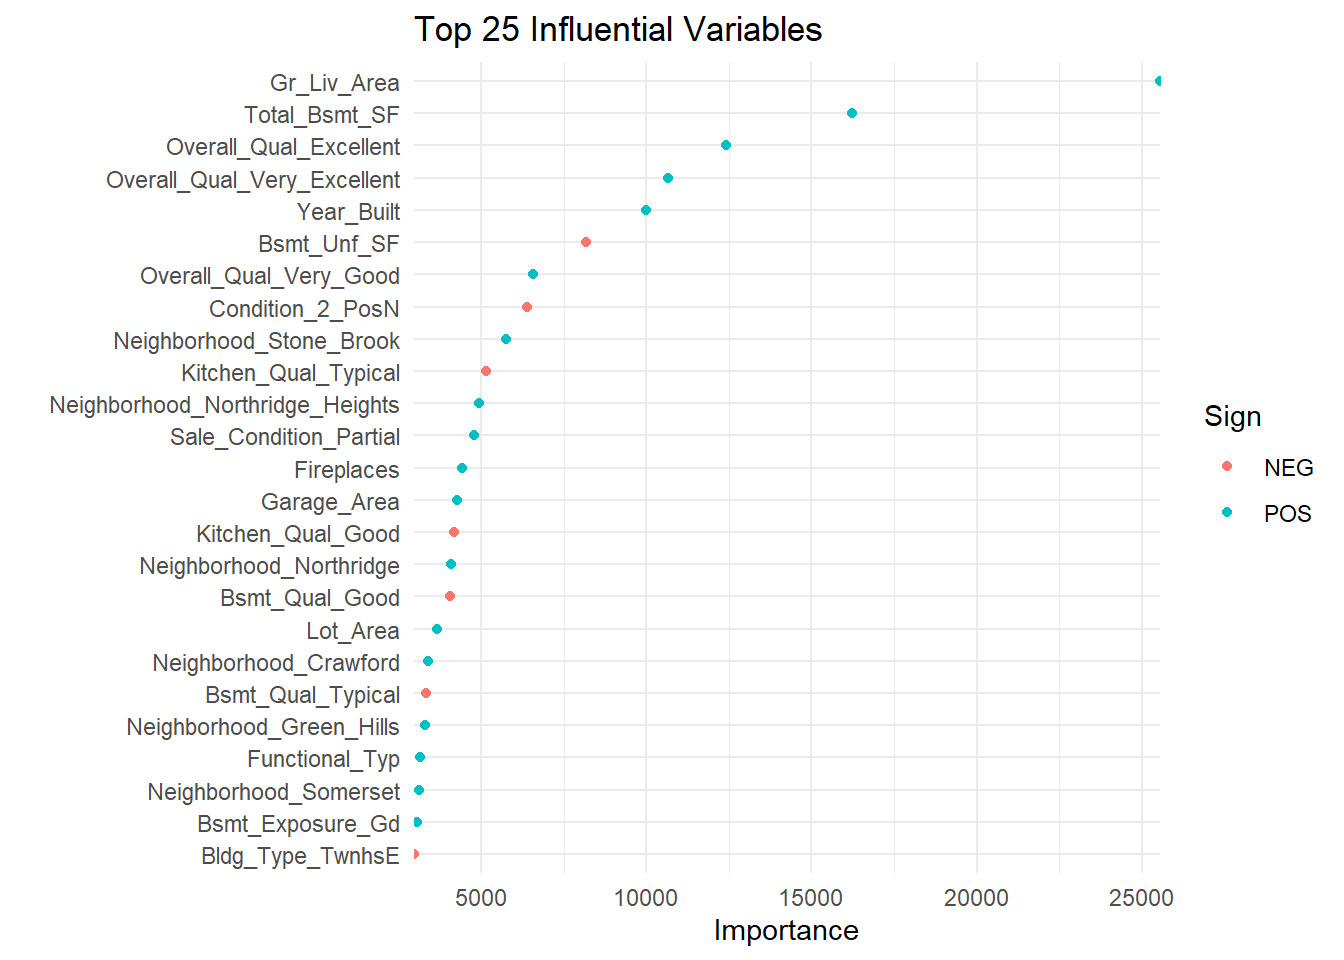 Top 25 Influential Variables
Gr_Liv_Area
Total_Bsmt_SF
Overall_Qual_Excellent
Overall_Qual_Very_Excellent
Year_Built
Bsmt_Unf_SF
Overall_Qual_Very_Good
Condition_2_PosN
Neighborhood_Stone_Brook
Kitchen_Qual_Typical
Neighborhood_Northridge_Heights
Sale_Condition_Partial
Fireplaces
Garage_Area
Kitchen_Qual_Good
Neighborhood_Northridge
Bsmt_Qual_Good
Lot_Area
Neighborhood_Crawford
Bsmt_Qual_Typical
Neighborhood_Green_Hills
Functional_Typ
Neighborhood_Somerset
Bsmt_Exposure_Gd
Bldg_Type_TwnhsE
5000 10000 15000 20000 25000
Importance
Sign
NEG
POS